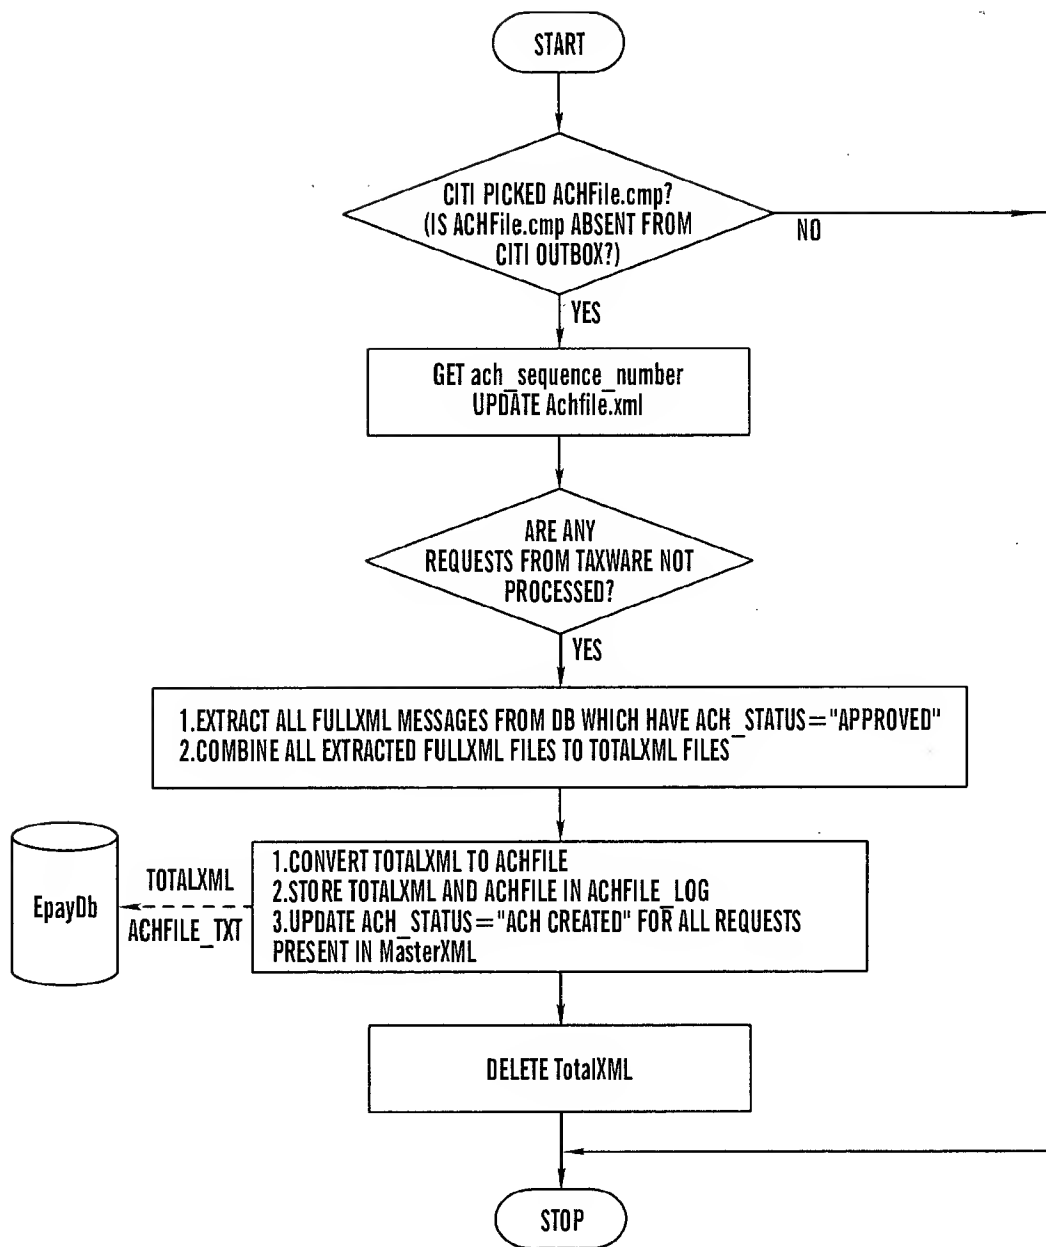 START
CITI PICKED ACHFile.cmp?
(IS ACHFile.cmp ABSENT FROM
CITI OUTBOX?)
NO
YES
GET ach_sequence_number
UPDATE Achfile.xml
ARE ANY
REQUESTS FROM TAXWARE NOT
PROCESSED?
YES
1.EXTRACT ALL FULLXML MESSAGES FROM DB WHICH HAVE ACH_STATUS="APPROVED"
2.COMBINE ALL EXTRACTED FULLXML FILES TO TOTALXML FILES
EpayDb
TOTALXML
ACHFILE_TXT
1.CONVERT TOTALXML TO ACHFILE
2.STORE TOTALXML AND ACHFILE IN ACHFILE_LOG
3.UPDATE ACH_STATUS="ACH CREATED" FOR ALL REQUESTS
PRESENT IN MasterXML
DELETE TotalXML
STOP